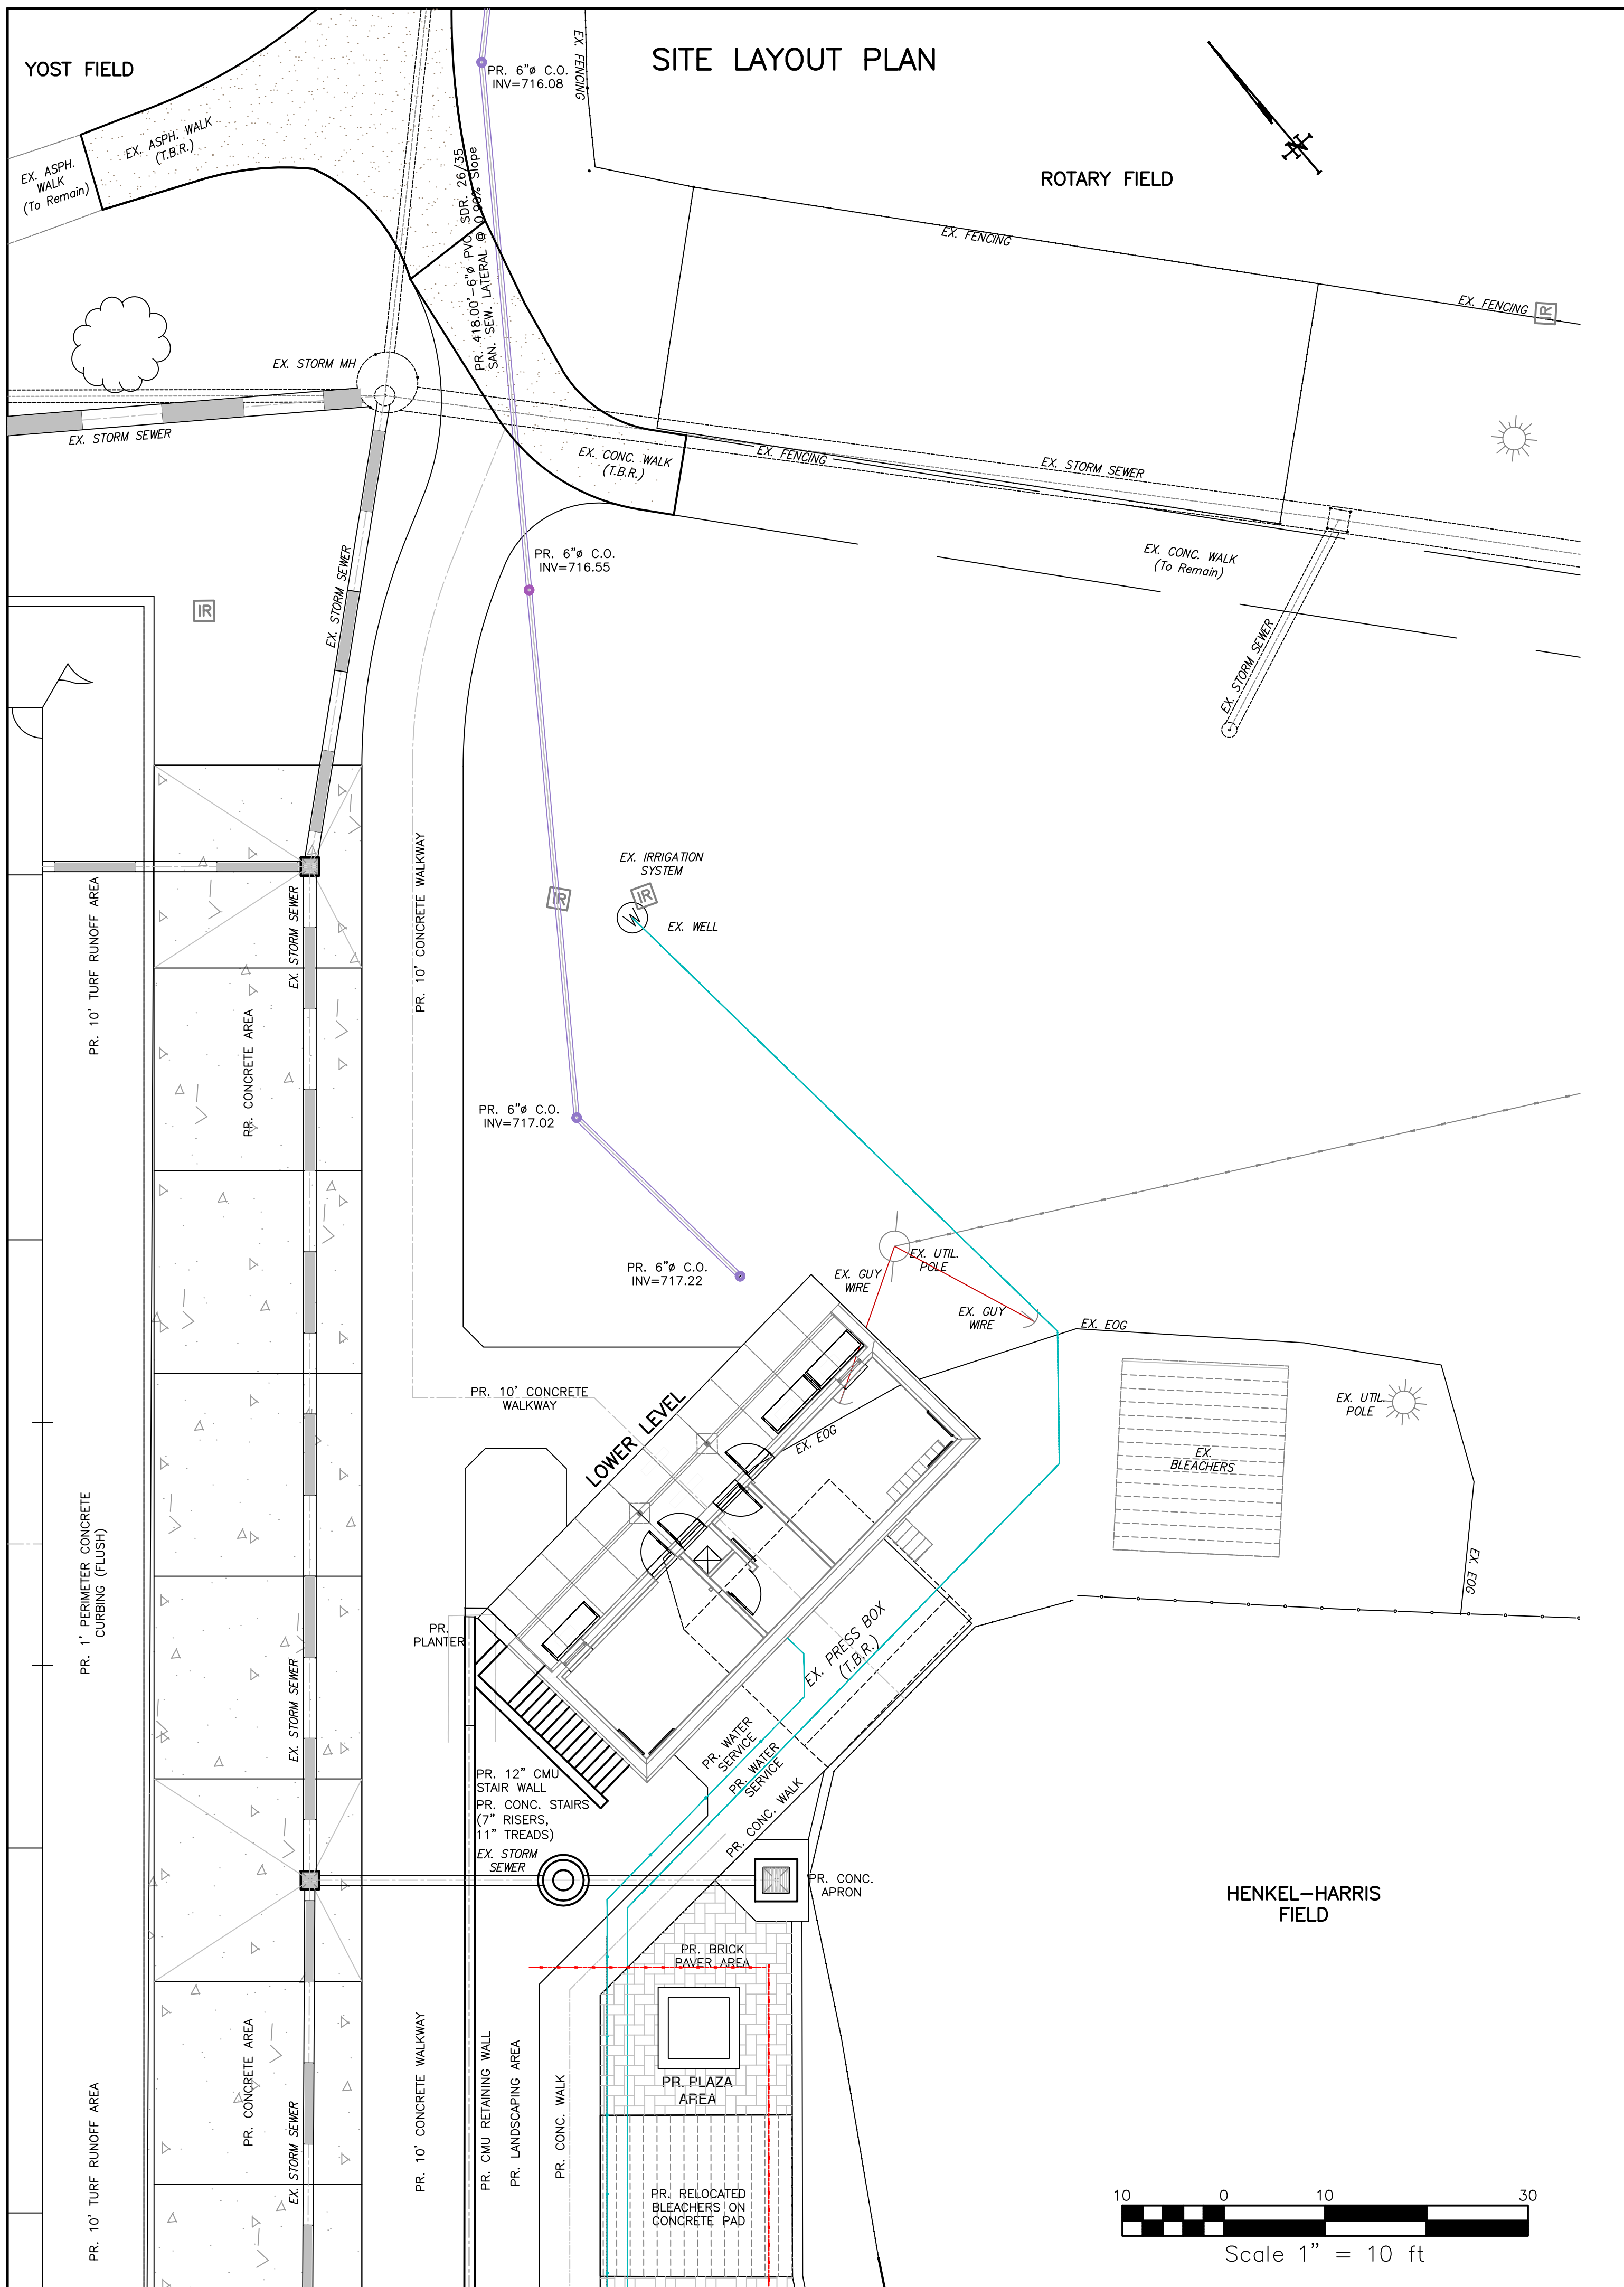 SITE LAYOUT PLAN
YOST FIELD
PR. 6"ø C.O.
INV=716.08
EX. FENCING
EX. ASPH. WALK
(T.B.R.)
EX. ASPH.
WALK
(To Remain)
N
ROTARY FIELD
EX. FENCING
EX. FENCING
IR
PR. 418.00'-6"ø PVC SDR. 26/35
SAN. SEW. LATERAL @ 0.90% Slope
EX. STORM MH
EX. STORM SEWER
EX. CONC. WALK
(T.B.R.)
EX. FENCING
EX. STORM SEWER
EX. CONC. WALK
(To Remain)
PR. 6"ø C.O.
INV=716.55
IR
EX. STORM SEWER
EX. STORM SEWER
EX. IRRIGATION
SYSTEM
IR
IR
W
EX. WELL
PR. 10' TURF RUNOFF AREA
EX. STORM SEWER
PR. 10' CONCRETE WALKWAY
PR. CONCRETE AREA
PR. 6"ø C.O.
INV=717.02
PR. 6"ø C.O.
INV=717.22
EX. UTIL.
POLE
EX. GUY
WIRE
EX. GUY
WIRE
EX. EOG
PR. 10' CONCRETE
WALKWAY
LOWER LEVEL
EX. EOG
EX. UTIL.
POLE
EX.
BLEACHERS
EX. EOG
PR. 1' PERIMETER CONCRETE
CURBING (FLUSH)
EX. STORM SEWER
PR.
PLANTER
EX. PRESS BOX
(T.B.R.)
PR. WATER
SERVICE
PR. WATER
SERVICE
PR. CONC. WALK
PR. 12" CMU
STAIR WALL
PR. CONC. STAIRS
(7" RISERS,
11" TREADS)
EX. STORM
SEWER
PR. CONC.
APRON
HENKEL-HARRIS
FIELD
PR. BRICK
PAVER AREA
PR. PLAZA
AREA
PR. 10' TURF RUNOFF AREA
PR. CONCRETE AREA
EX. STORM SEWER
PR. 10' CONCRETE WALKWAY
PR. CMU RETAINING WALL
PR. LANDSCAPING AREA
PR. CONC. WALK
PR. RELOCATED
BLEACHERS ON
CONCRETE PAD
10 0 10 30
Scale 1" = 10 ft